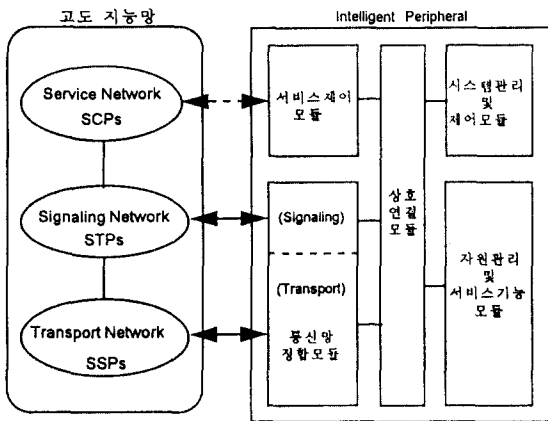 고도 지능망
Intelligent Peripheral
Service Network
SCPs
Signaling Network
STPs
Transport Network
SSPs
서비스제어
모듈
(Signaling)
(Transport)
통신망
정합모듈
상호
연결
모듈
시스템관리
및
제어모듈
자원관리
및
서비스기능
모듈